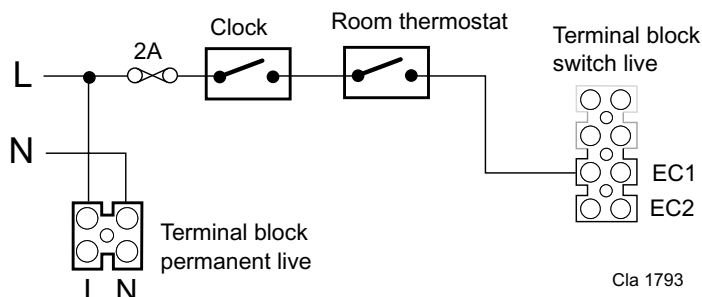 Clock
Room thermostat
2A
Terminal block
switch live
L
N
EC1
EC2
Terminal block
permanent live
L N
Cla 1793